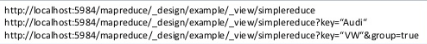 http://localhost:5984/mapreduce/_design/example/_view/simplereduce
http://localhost:5984/mapreduce/_design/example/_view/simplereduce?key="Audi"
http://localhost:5984/mapreduce/_design/example/_view/simplereduce?key="VW"&group=true